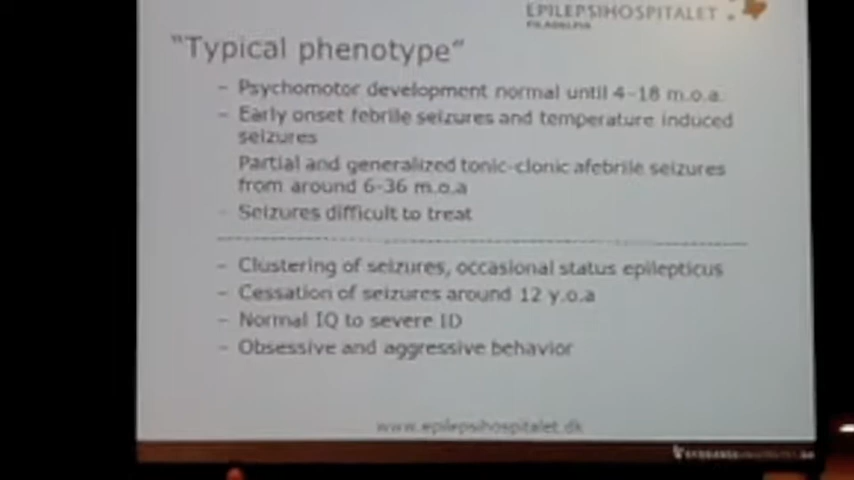 EPILEPSIHOSPITALET
FILADELFIA
"Typical phenotype"
- Psychomotor development normal until 4-18 m.o.a.
- Early onset febrile seizures and temperature induced
seizures
Partial and generalized tonic-clonic afebrile seizures
from around 6-36 m.o.a
- Seizures difficult to treat
- Clustering of seizures, occasional status epilepticus
- Cessation of seizures around 12 y.o.a
- Normal IQ to severe ID
- Obsessive and aggressive behavior
www.epilepsihospitalet.dk